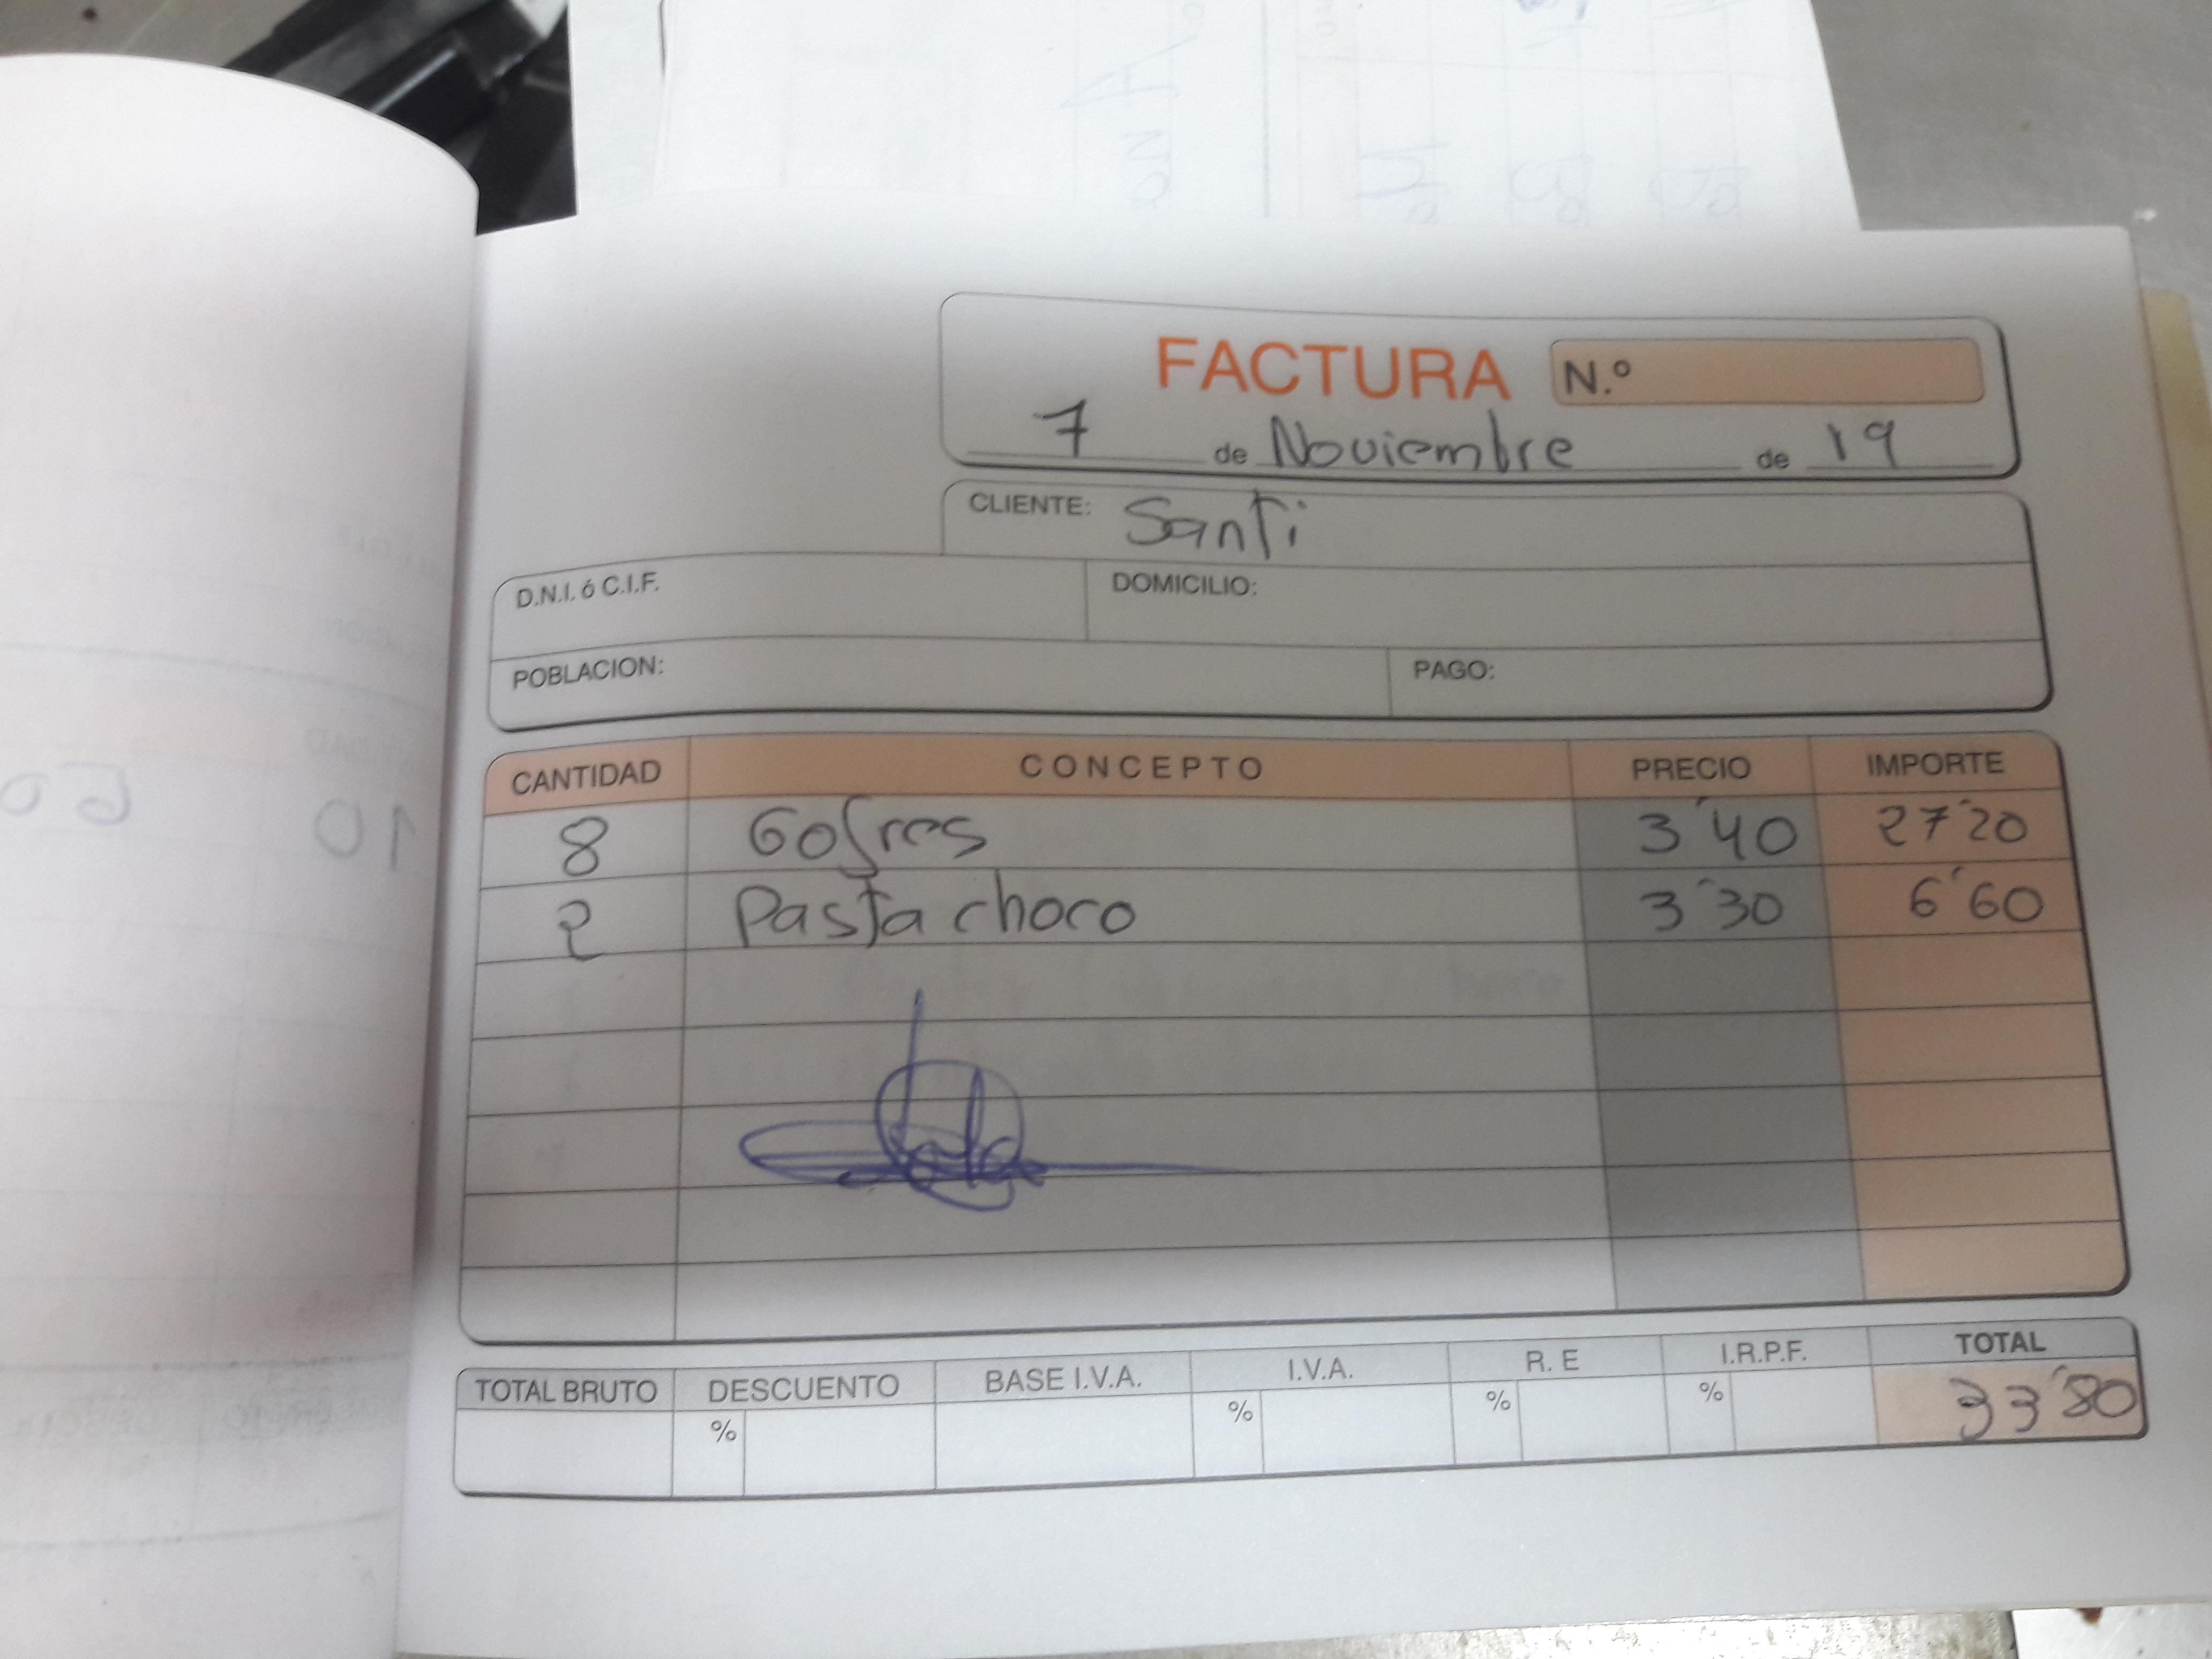 FACTURA N.º
7 de Noviembre de 19
CLIENTE: Santi
D.N.I. ó C.I.F. DOMICILIO:
POBLACION: PAGO:
CANTIDAD CONCEPTO PRECIO IMPORTE
8 Gofres 3´40 27´20
2 Pasta choco 3´30 6´60
TOTAL BRUTO DESCUENTO BASE I.V.A. I.V.A. R. E I.R.P.F. TOTAL
% % % % 33´80